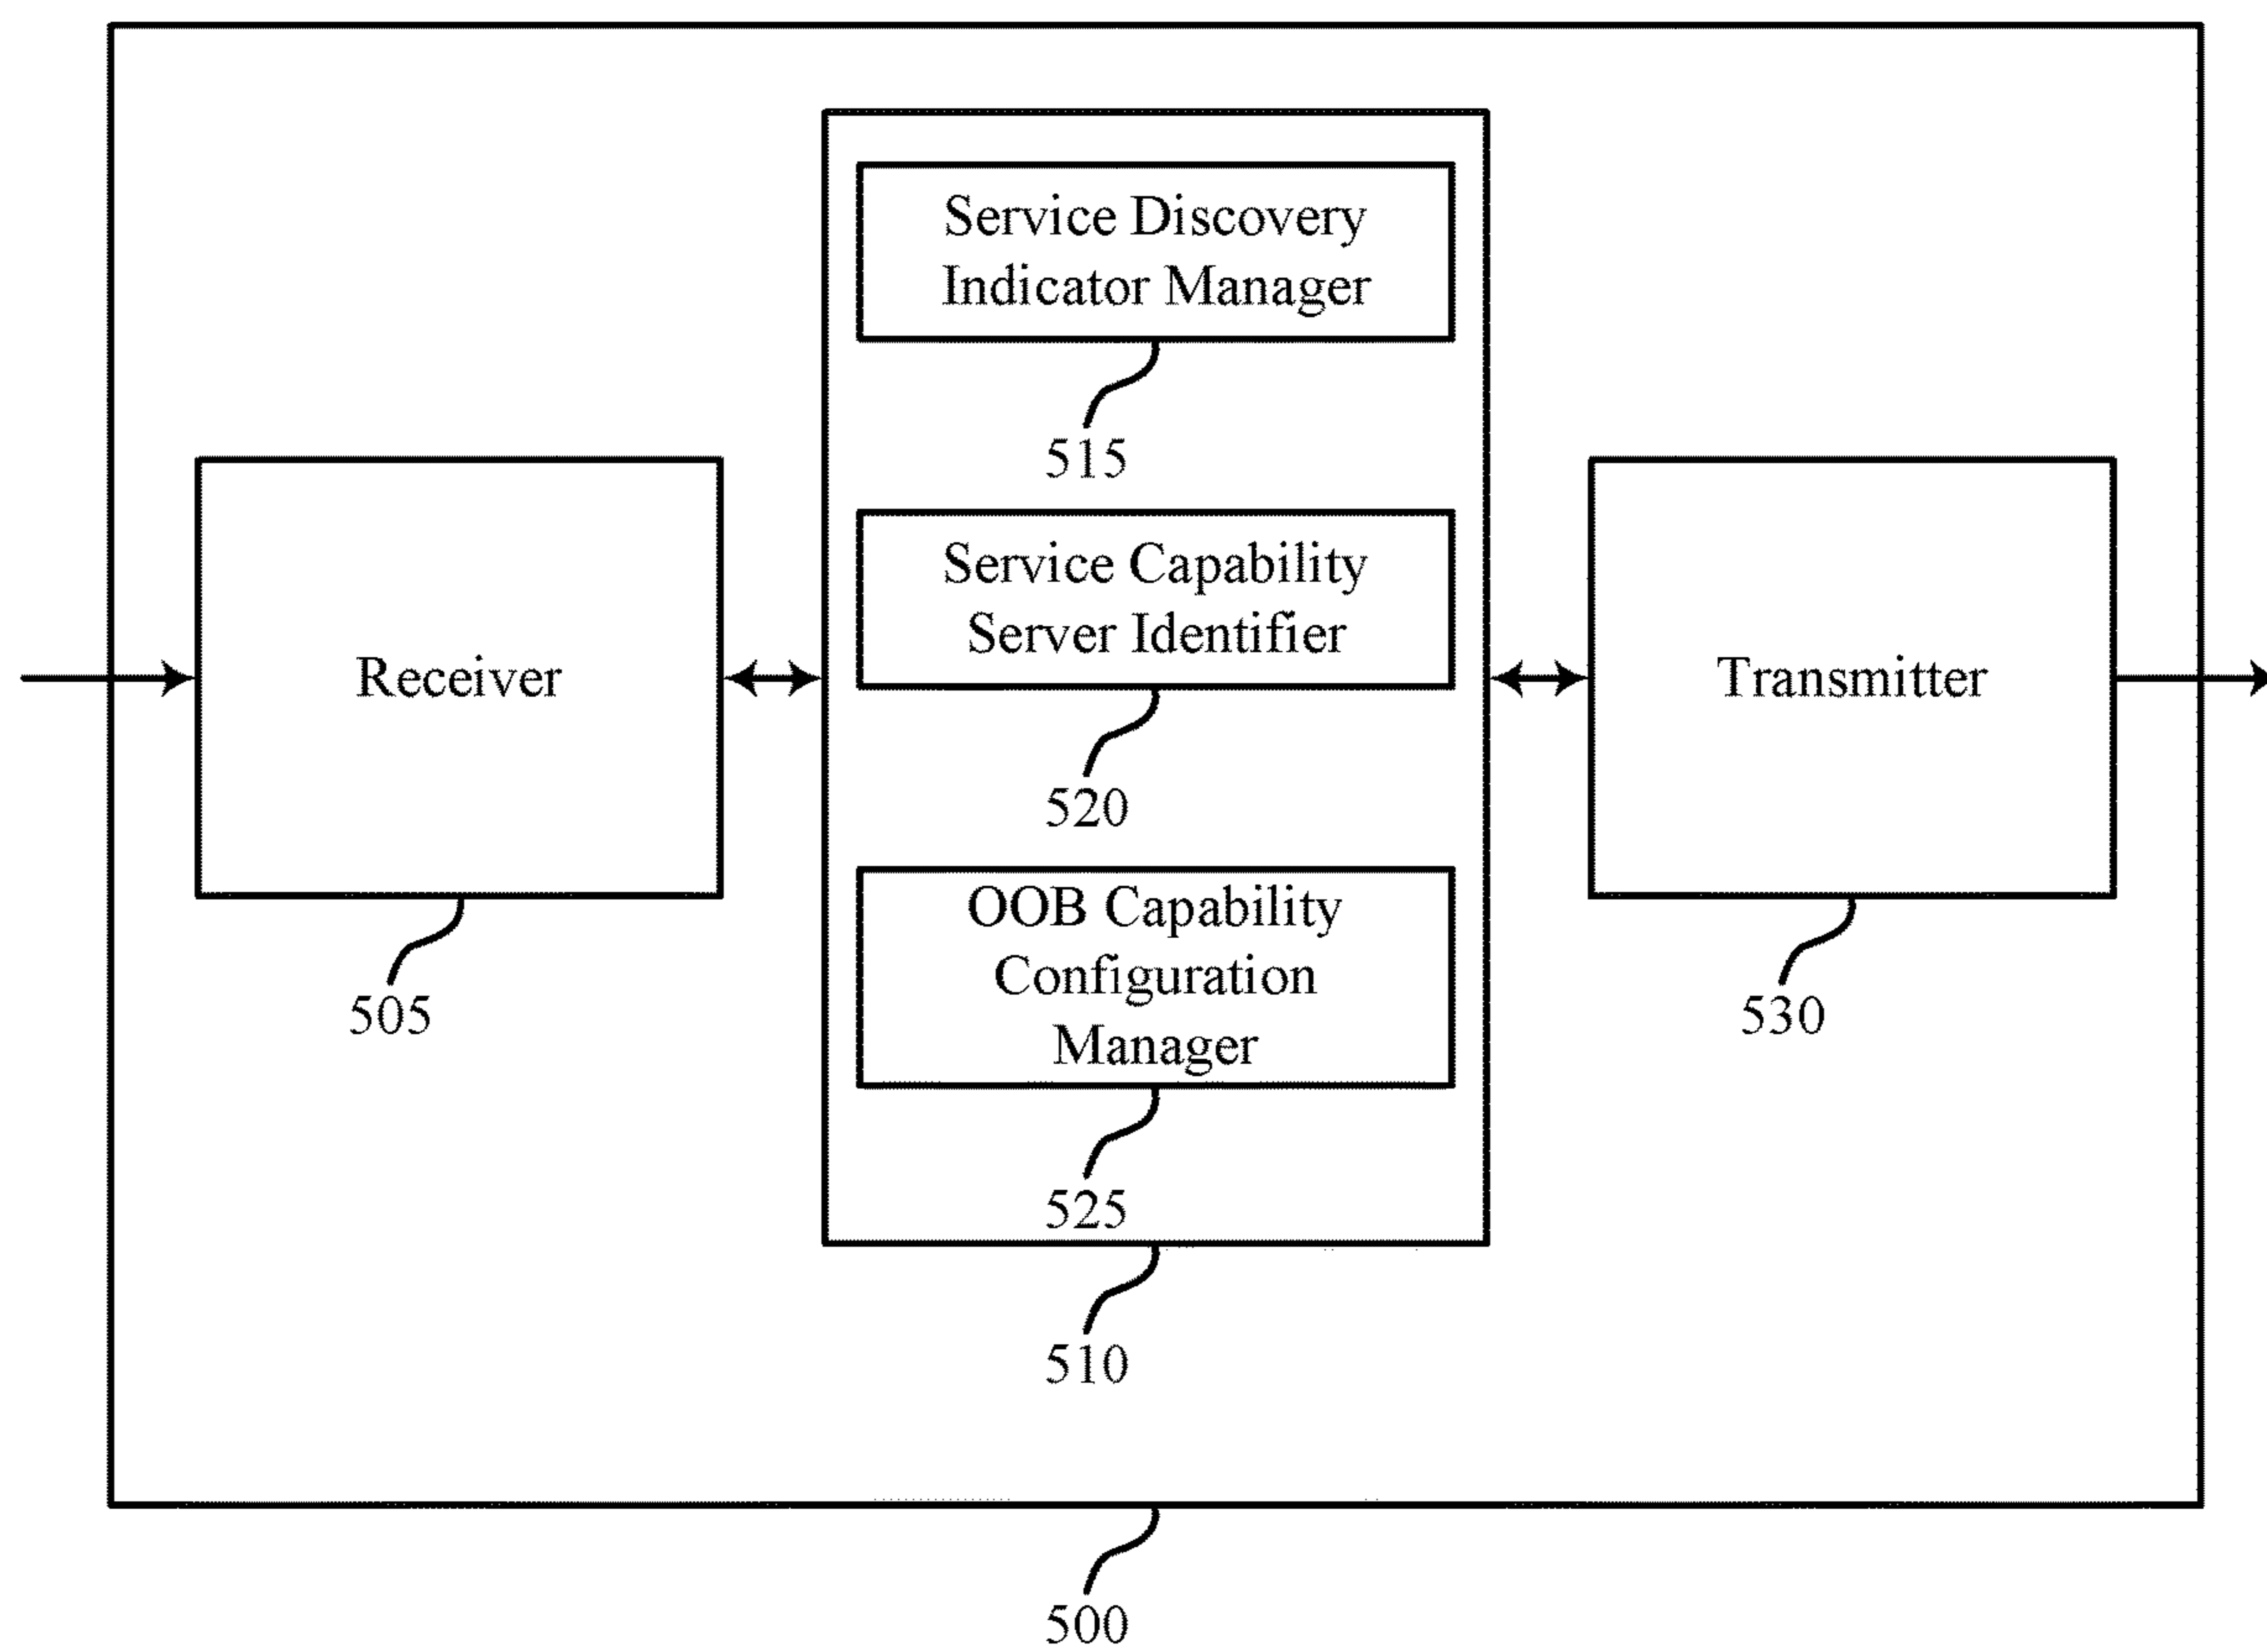 Service Discovery
Indicator Manager
515
Service Capability
Server Identifier
520
OOB Capability
Configuration
Manager
525
510
Receiver
505
Transmitter
530
500